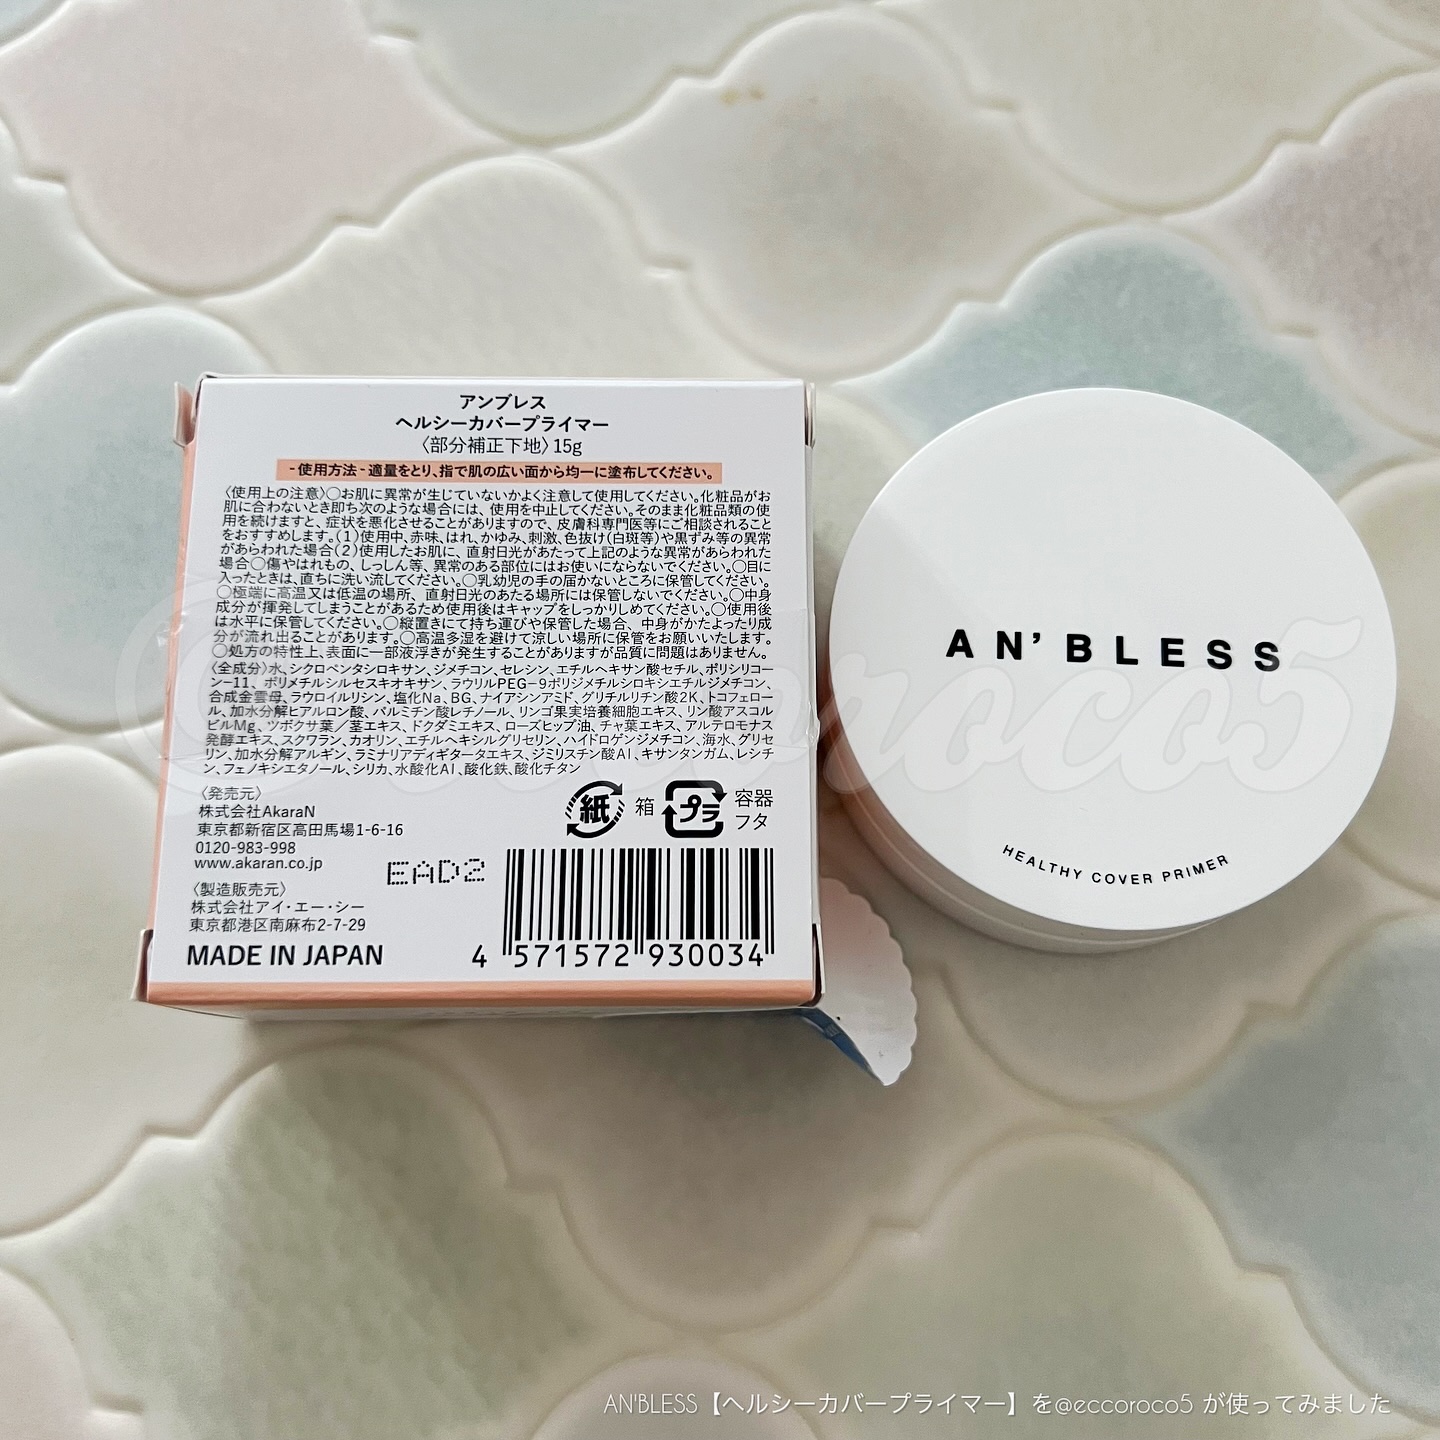 アンブレス
ヘルシーカバープライマー
〈部分補正下地〉15g
-使用方法-適量をとり、指で肌の広い面から均一に塗布してください。
〈使用上の注意〉○お肌に異常が生じていないかよく注意して使用してください。化粧品がお
肌に合わないとき即ち次のような場合には、使用を中止してください。そのまま化粧品類の使
用を続けますと、症状を悪化させることがありますので、皮膚科専門医等にご相談されること
をおすすめします。(1)使用中、赤味、はれ、かゆみ、刺激、色抜け(白斑等)や黒ずみ等の異常
があらわれた場合(2)使用したお肌に、直射日光があたって上記のような異常があらわれた
場合○傷やはれもの、しっしん等、異常のある部位にはお使いにならないでください。○目に
入ったときは、直ちに洗い流してください。○乳幼児の手の届かないところに保管してください。
○極端に高温又は低温の場所、直射日光のあたる場所には保管しないでください。○中身
成分が揮発してしまうことがあるため使用後はキャップをしっかりしめてください。○使用後
は水平に保管してください。○縦置きにて持ち運びや保管した場合、中身がかたよったり成
分が流れ出ることがあります。○高温多湿を避けて涼しい場所に保管をお願いいたします。
○処方の特性上、表面に一部液浮きが発生することがありますが品質に問題はありません。
〈全成分〉水、シクロペンタシロキサン、ジメチコン、セレシン、エチルヘキサン酸セチル、ポリシリコー
ン-11、ポリメチルシルセスキオキサン、ラウリルPEG-9ポリジメチルシロキシエチルジメチコン、
合成金雲母、ラウロイルリシン、塩化Na、BG、ナイアシンアミド、グリチルリチン酸2K、トコフェロー
ル、加水分解ヒアルロン酸、パルミチン酸レチノール、リンゴ果実培養細胞エキス、リン酸アスコル
ビルMg、ツボクサ葉/茎エキス、ドクダミエキス、ローズヒップ油、チャ葉エキス、アルテロモナス
発酵エキス、スクワラン、カオリン、エチルヘキシルグリセリン、ハイドロゲンジメチコン、海水、グリセ
リン、加水分解アルギン、ラミナリアディギタータエキス、ジミリスチン酸Al、キサンタンガム、レシチ
ン、フェノキシエタノール、シリカ、水酸化Al、酸化鉄、酸化チタン
〈発売元〉
株式会社AkaraN
東京都新宿区高田馬場1-6-16
0120-983-998
www.akaran.co.jp
〈製造販売元〉
株式会社アイ・エー・シー
東京都港区南麻布2-7-29
MADE IN JAPAN
紙 箱 プラ 容器
フタ
EAD2
4 571572 930034
AN'BLESS
HEALTHY COVER PRIMER
@eccoroco5
AN'BLESS【ヘルシーカバープライマー】を@eccoroco5 が使ってみました